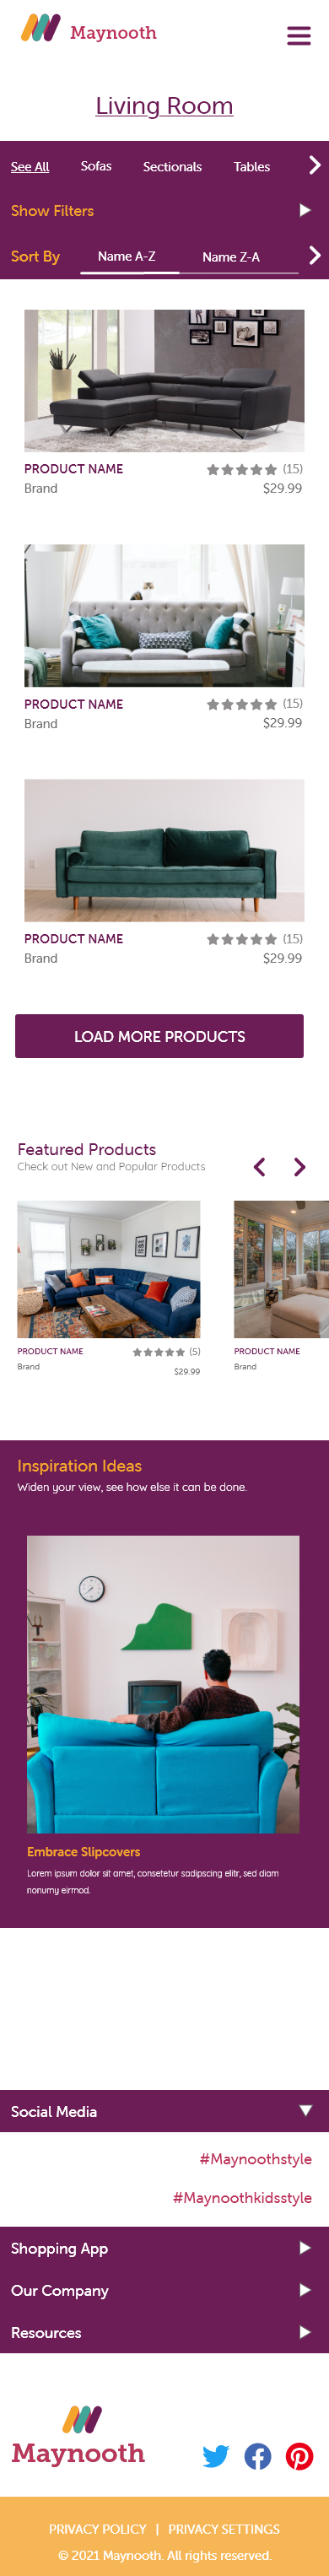 Maynooth
Living Room
See All Sofas Sectionals Tables
Show Filters
Sort By Name A-Z Name Z-A
PRODUCT NAME (15)
Brand $29.99
PRODUCT NAME (15)
Brand $29.99
PRODUCT NAME (15)
Brand $29.99
LOAD MORE PRODUCTS
Featured Products
Check out New and Popular Products
PRODUCT NAME (5) PRODUCT NAME
Brand Brand
$29.99
Inspiration Ideas
Widen your view, see how else it can be done.
Embrace Slipcovers
Lorem ipsum dolor sit amet, consetetur sadipscing elitr, sed diam
nonumy eirmod.
Social Media
#Maynoothstyle
#Maynoothkidsstyle
Shopping App
Our Company
Resources
Maynooth
PRIVACY POLICY | PRIVACY SETTINGS
© 2021 Maynooth. All rights reserved.